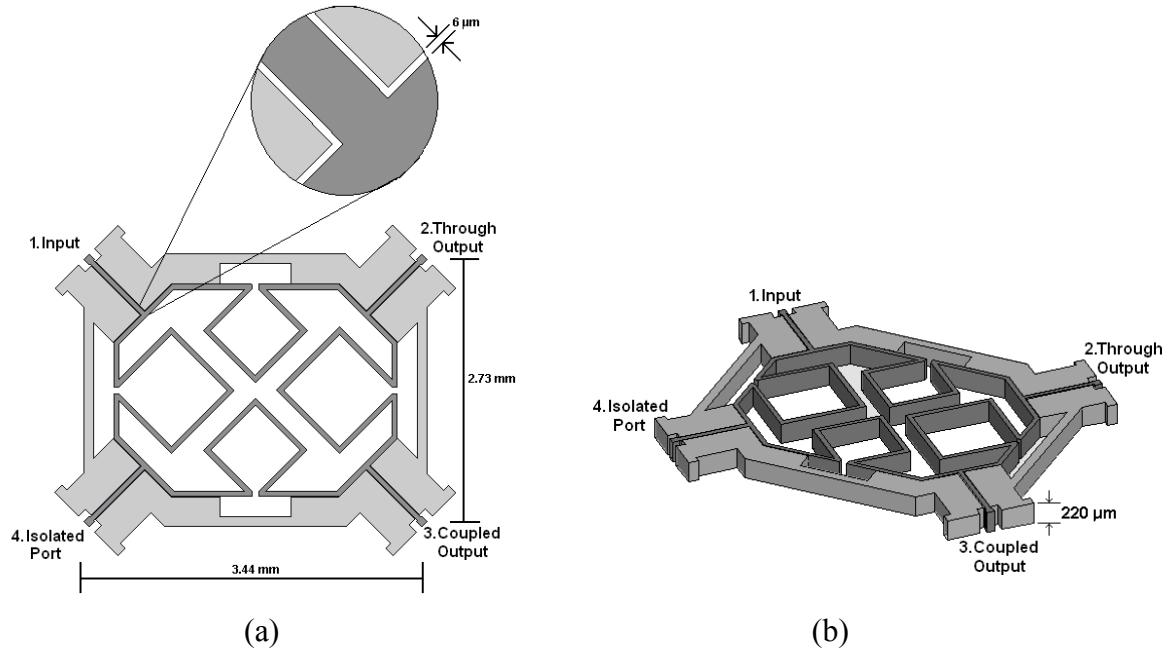 6 µm
1.Input
2.Through
Output
2.73 mm
4.Isolated
Port
3.Coupled
Output
3.44 mm
(a)
1.Input
2.Through
Output
4.Isolated
Port
220 µm
3.Coupled
Output
(b)